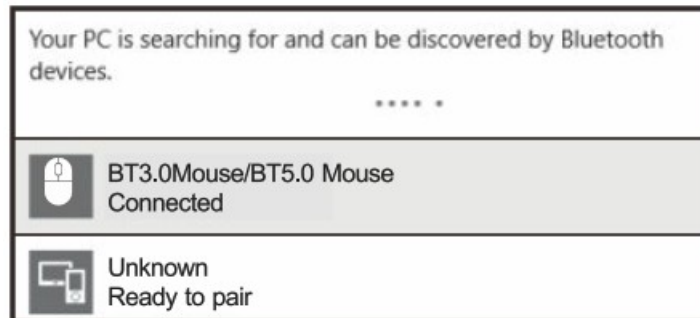 Your PC is searching for and can be discovered by Bluetooth
devices.
BT3.0Mouse/BT5.0 Mouse
Connected
Unknown
Ready to pair